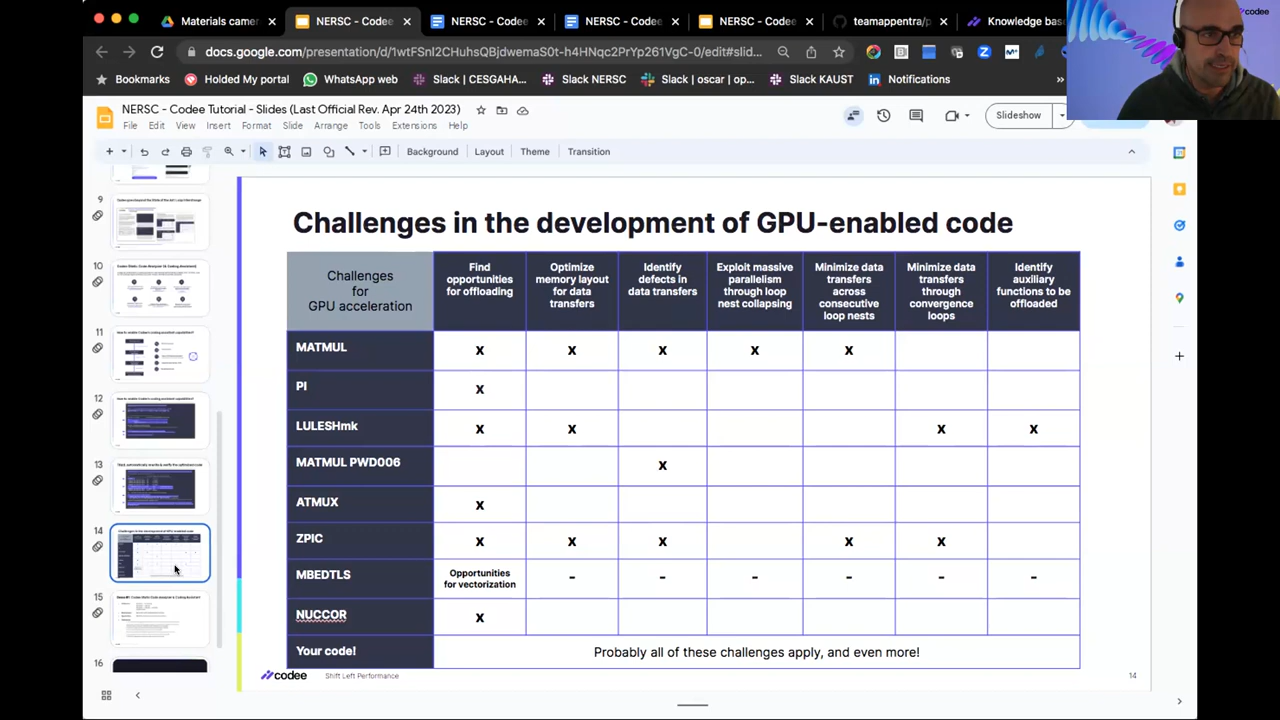 Materials camer
NERSC - Codee
NERSC - Codee
NERSC - Codee
NERSC - Codee
teamappentra/p
Knowledge bas
codee
docs.google.com/presentation/d/1wtFSnI2CHuhsQBjdwemaS0t-h4HNqc2PrYp261VgC-0/edit#slid...
Bookmarks
Holded My portal
WhatsApp web
Slack | CESGAHA...
Slack NERSC
Slack | oscar | op...
Slack KAUST
Notifications
»
NERSC - Codee Tutorial - Slides (Last Official Rev. Apr 24th 2023)
File Edit View Insert Format Slide Arrange Tools Extensions Help
Slideshow
Background Layout Theme Transition
9
10
11
12
13
14
15
16
Challenges in the development of GPU-enabled code
Challenges
for
GPU acceleration
Find
opportunities
for offloading
Optimize
memory layout
for data
transfers
Identify
defects in
data transfers
Exploit massive
parallelism
through loop
nest collapsing
Minimize data
transfers
across
consecutive
loop nests
Minimize data
transfers
through
convergence
loops
Identify
auxiliary
functions to be
offloaded
MATMUL x x x x x
PI x
LULESHmk x x x x
MATMUL PWD006 x
ATMUX x
ZPIC x x x x x
MBEDTLS
Opportunities
for vectorization
- - - - - -
NUCCOR x
Your code! Probably all of these challenges apply, and even more!
codee Shift Left Performance 14